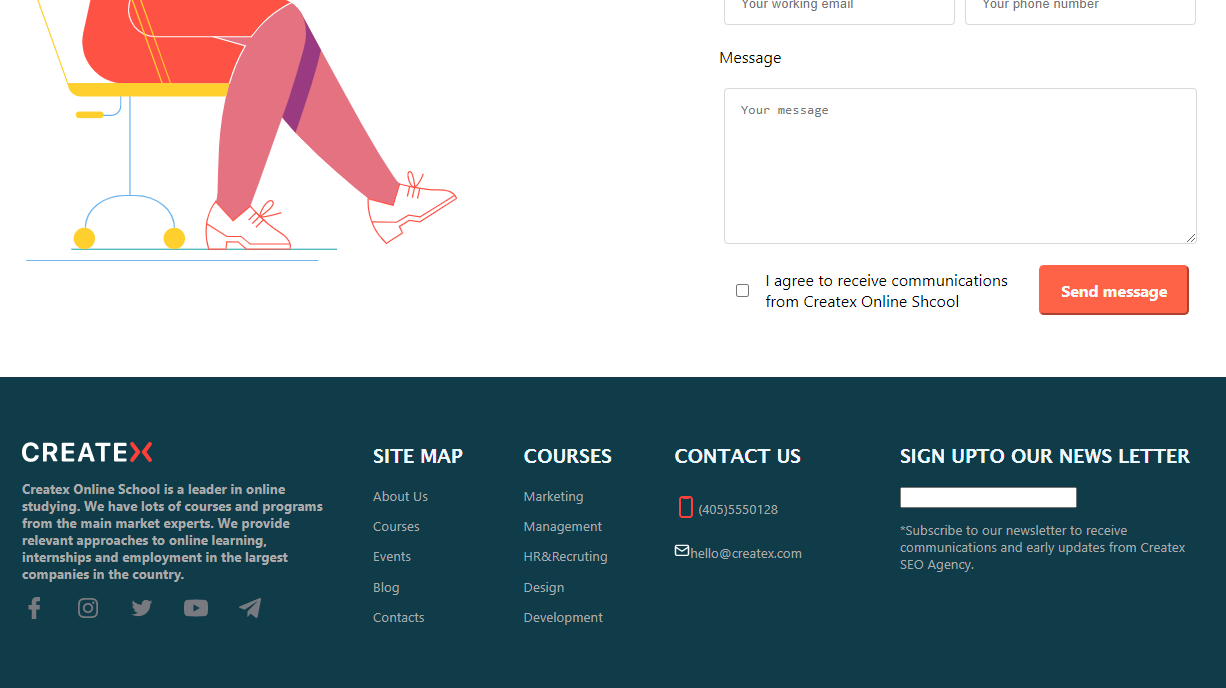 Your working email
Your phone number
Message
Your message
I agree to receive communications
from Createx Online Shcool
Send message
CREATEX
Createx Online School is a leader in online
studying. We have lots of courses and programs
from the main market experts. We provide
relevant approaches to online learning,
internships and employment in the largest
companies in the country.
SITE MAP
About Us
Courses
Events
Blog
Contacts
COURSES
Marketing
Management
HR&Recruting
Design
Development
CONTACT US
(405)5550128
hello@createx.com
SIGN UPTO OUR NEWS LETTER
*Subscribe to our newsletter to receive
communications and early updates from Createx
SEO Agency.